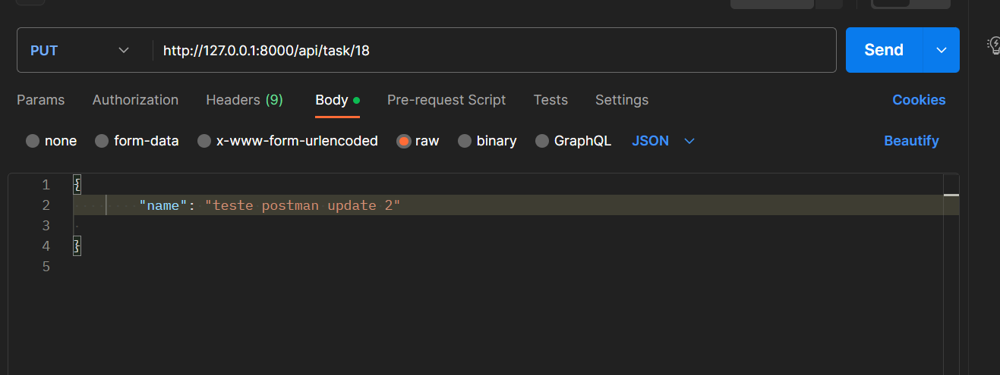 PUT http://127.0.0.1:8000/api/task/18 Send
Params Authorization Headers (9) Body Pre-request Script Tests Settings Cookies
none form-data x-www-form-urlencoded raw binary GraphQL JSON Beautify
1 {
2 "name": "teste postman update 2"
3
4 }
5